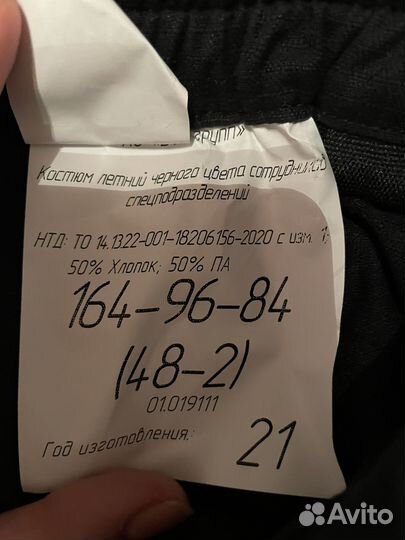 ГРУПП»
Костюм летний черного цвета сотрудников
спецподразделений
НТД: ТО 14.13.22-001-18206156-2020 с изм.
50% Хлопок; 50% ПА
164-96-84
(48-2)
01.019111
Год изготовления: 21
Avito